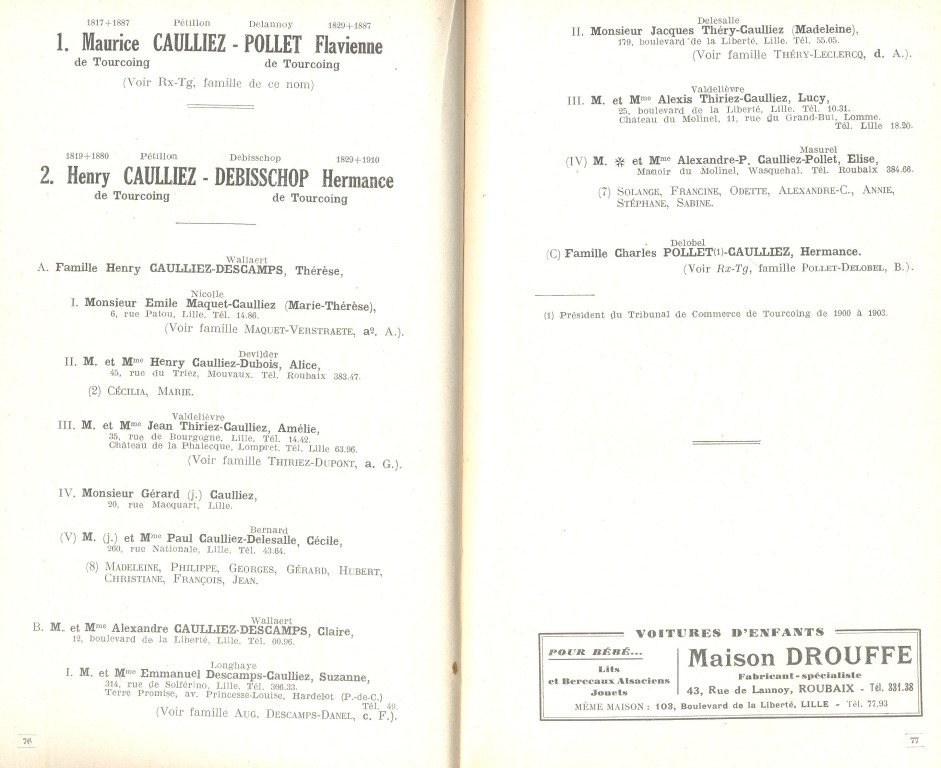 1817+1887 Pétillon Delannoy 1829+1887
1. Maurice CAULLIEZ - POLLET Flavienne
de Tourcoing de Tourcoing
(Voir Rx-Tg, famille de ce nom)
1819+1880 Pétillon Debisschop 1829+1910
2. Henry CAULLIEZ - DEBISSCHOP Hermance
de Tourcoing de Tourcoing
Wallaert
A. Famille Henry CAULLIEZ-DESCAMPS, Thérèse,
Nicolle
I. Monsieur Emile Maquet-Caulliez (Marie-Thérèse),
6, rue Patou, Lille. Tél. 14.86.
(Voir famille MAQUET-VERSTRAETE, a², A.).
Devilder
II. M. et Mme Henry Caulliez-Dubois, Alice,
45, rue du Triez, Mouvaux. Tél. Roubaix 383.47.
(2) CÉCILIA, MARIE.
Valdelièvre
III. M. et Mme Jean Thiriez-Caulliez, Amélie,
35, rue de Bourgogne, Lille. Tél. 14.42.
Château de la Phalecque, Lompret. Tél. Lille 63.96.
(Voir famille THIRIEZ-DUPONT, a. G.).
IV. Monsieur Gérard (j.) Caulliez,
20, rue Macquart, Lille.
Bernard
(V) M. (j.) et Mme Paul Caulliez-Delesalle, Cécile,
260, rue Nationale, Lille. Tél. 43.64.
(8) MADELEINE, PHILIPPE, GEORGES, GÉRARD, HUBERT,
CHRISTIANE, FRANÇOIS, JEAN.
Wallaert
B. M. et Mme Alexandre CAULLIEZ-DESCAMPS, Claire,
12, boulevard de la Liberté, Lille. Tél. 00.96.
Longhaye
I. M. et Mme Emmanuel Descamps-Caulliez, Suzanne,
314, rue de Solférino, Lille. Tél. 306.33.
Terre Promise, av. Princesse-Louise, Hardelot (P.-de-C.)
Tél. 49.
(Voir famille AUG. DESCAMPS-DANEL, c. F.).
76
Delesalle
II. Monsieur Jacques Théry-Caulliez (Madeleine),
179, boulevard de la Liberté, Lille. Tél. 55.05.
(Voir famille THÉRY-LECLERCQ, d. A.).
Valdelièvre
III. M. et Mme Alexis Thiriez-Caulliez, Lucy,
25, boulevard de la Liberté, Lille. Tél. 10.31.
Château du Molinel, 11, rue du Grand-But, Lomme.
Tél. Lille 18.20.
Masurel
(IV) M. ✳ et Mme Alexandre-P. Caulliez-Pollet, Elise,
Manoir du Molinel, Wasquehal. Tél. Roubaix 384.66.
(7) SOLANGE, FRANCINE, ODETTE, ALEXANDRE-C., ANNIE,
STÉPHANE, SABINE.
Delobel
(C) Famille Charles POLLET(1)-CAULLIEZ, Hermance.
(Voir Rx-Tg, famille POLLET-DELOBEL, B.).
(1) Président du Tribunal de Commerce de Tourcoing de 1900 à 1903.
VOITURES D'ENFANTS
POUR BÉBÉ...
Lits
et Berceaux Alsaciens
Jouets
Maison DROUFFE
Fabricant-spécialiste
43, Rue de Lannoy, ROUBAIX - Tél. 331.38
MÊME MAISON : 103, Boulevard de la Liberté, LILLE - Tél. 77.93
77